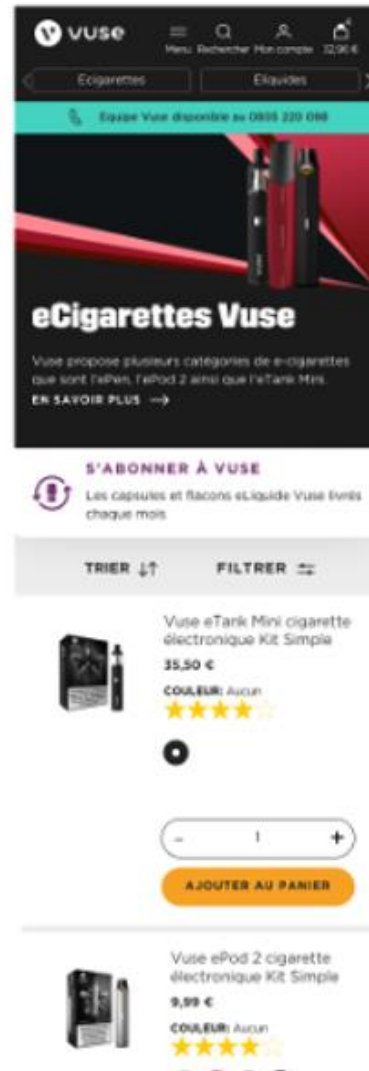 VUSE
Menu Rechercher Mon compte 12,90 €
Ecigarettes Eliquides
Equipe Vuse disponible au 0805 220 098
eCigarettes Vuse
Vuse propose plusieurs catégories de e-cigarettes
que sont l'ePen, l'ePod 2 ainsi que l'eTank Mini.
EN SAVOIR PLUS →
S'ABONNER À VUSE
Les capsules et flacons eLiquide Vuse livrés
chaque mois
TRIER ↓↑ FILTRER
Vuse eTank Mini cigarette
électronique Kit Simple
35,50 €
COULEUR: Aucun
- 1 +
AJOUTER AU PANIER
Vuse ePod 2 cigarette
électronique Kit Simple
9,99 €
COULEUR: Aucun